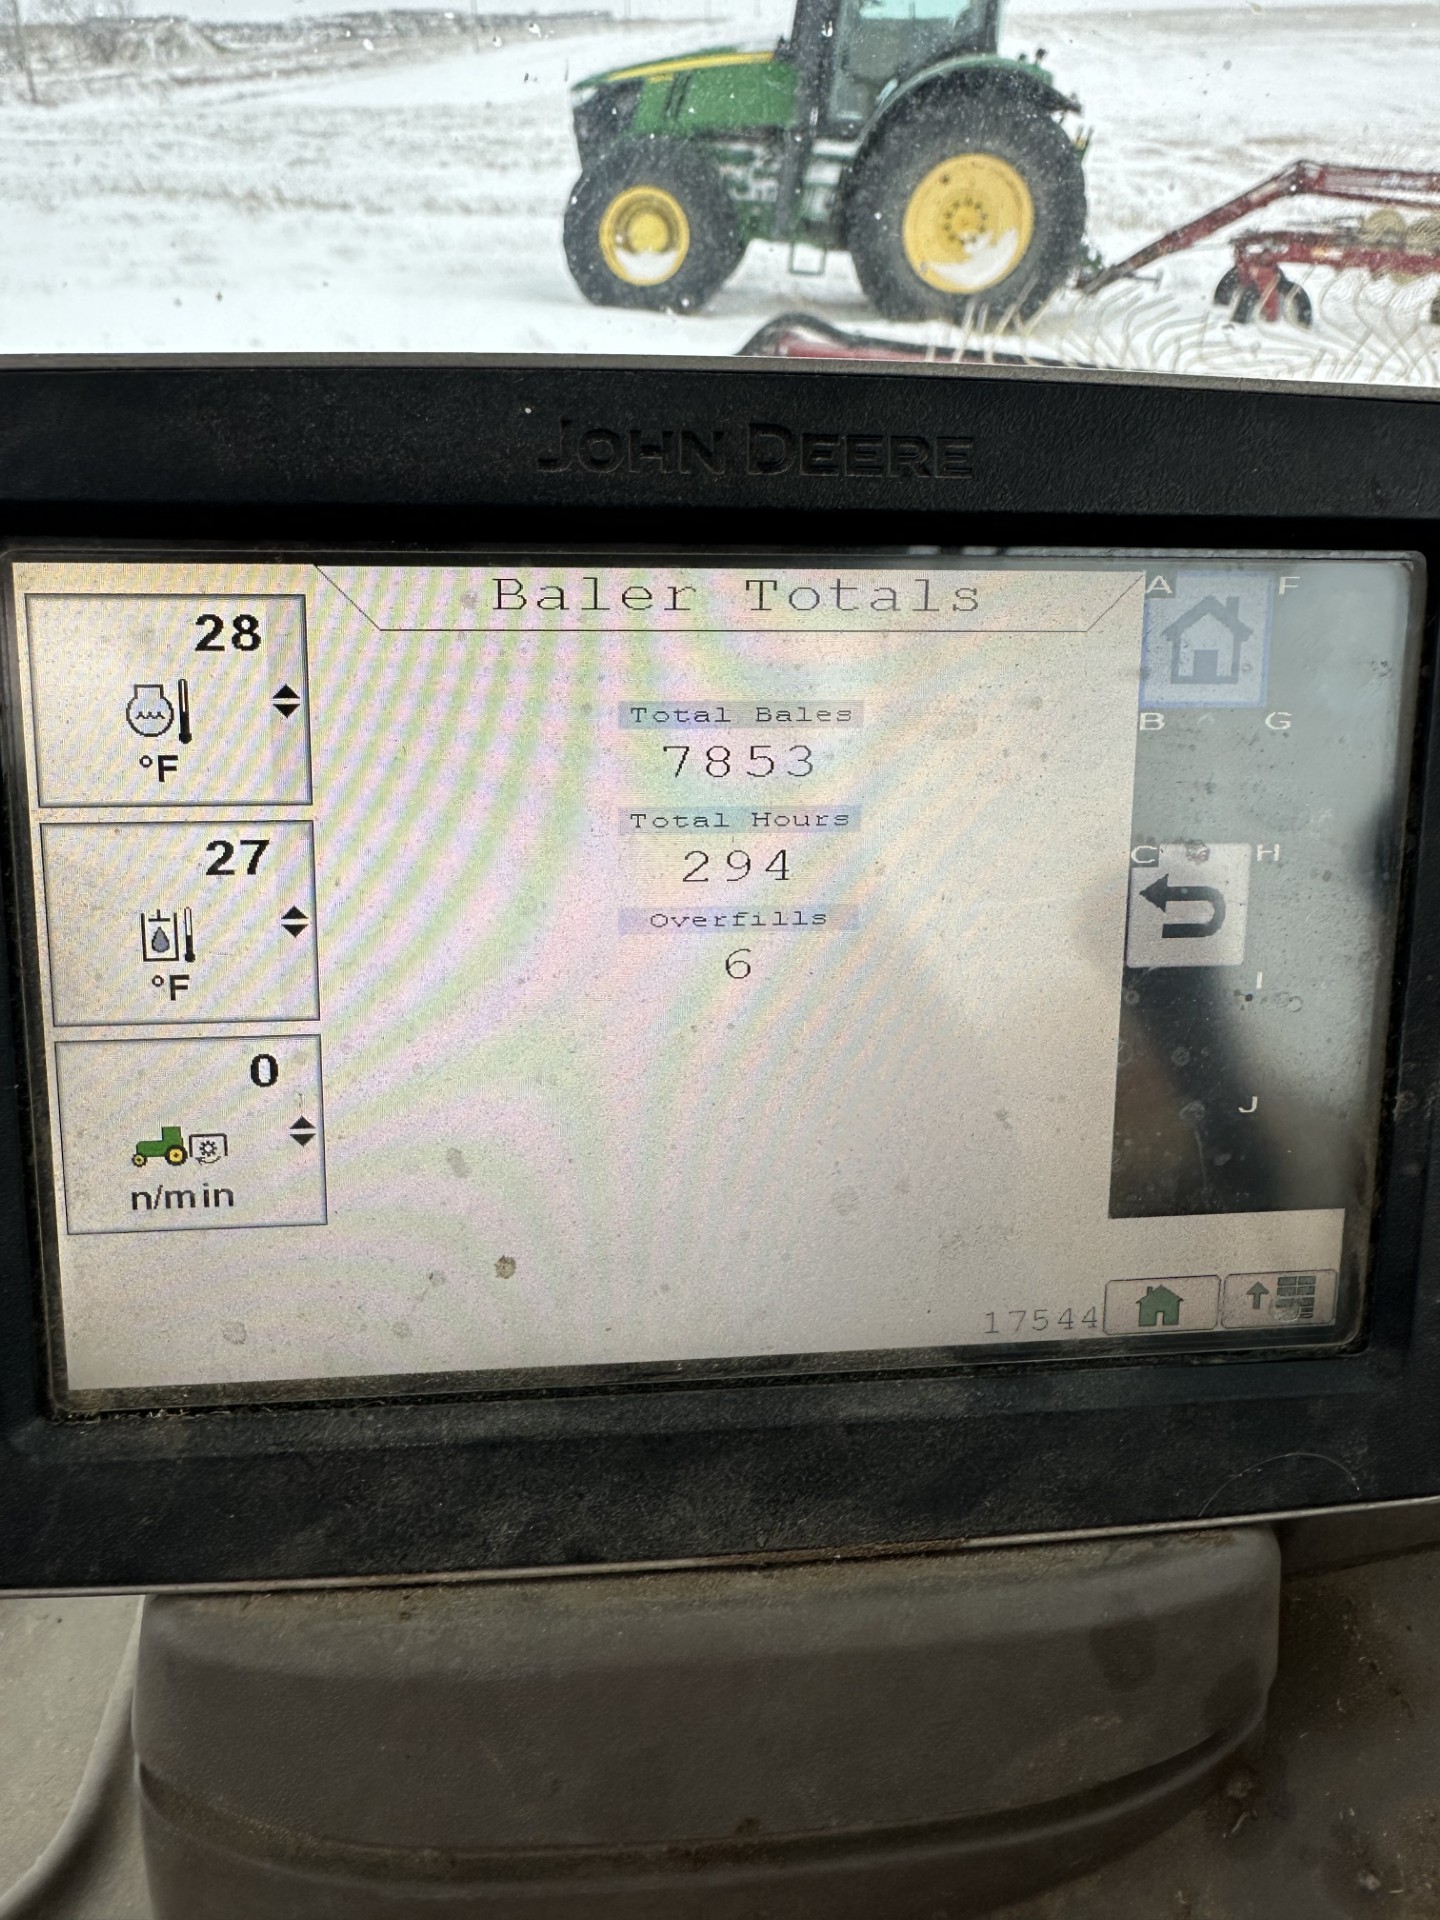 JOHN DEERE
Baler Totals
28
°F
27
°F
0
n/min
Total Bales
7853
Total Hours
294
Overfills
6
A F
B G
C H
I
J
17544